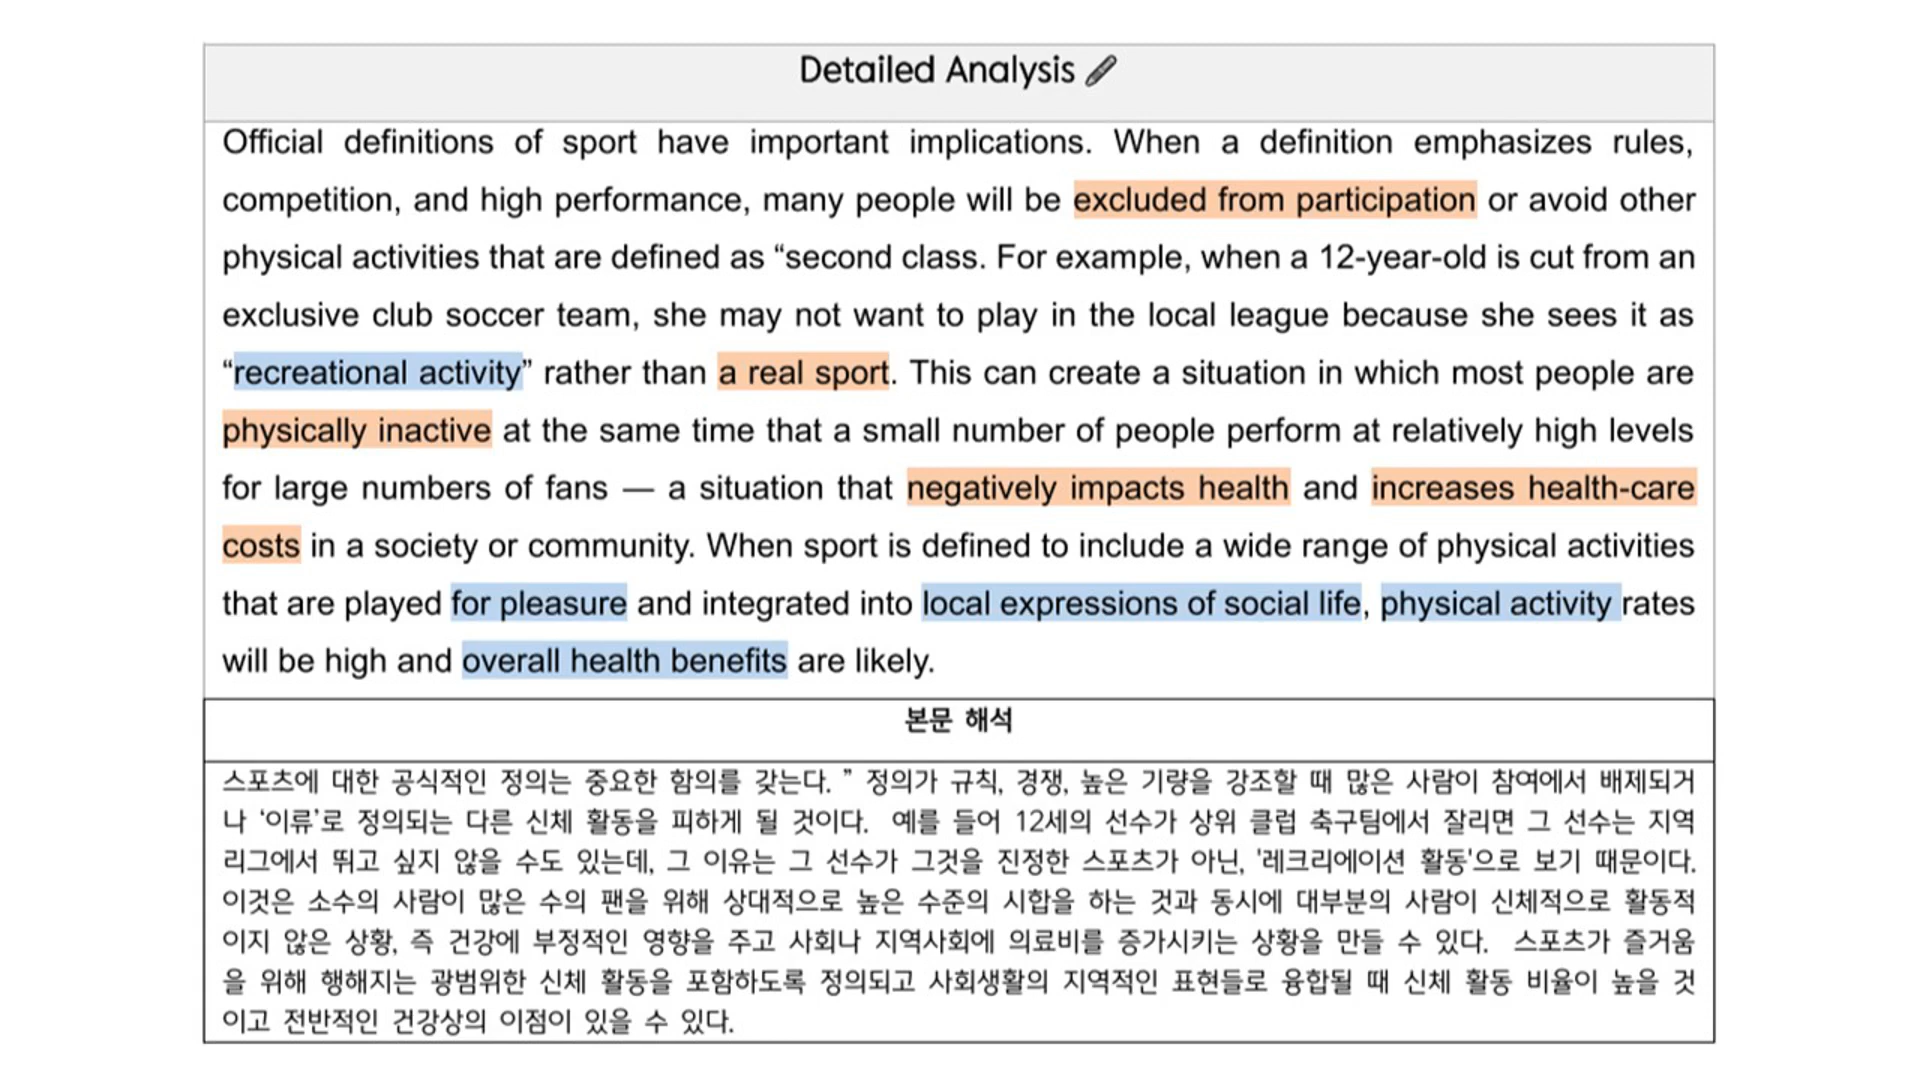 Detailed Analysis
Official definitions of sport have important implications. When a definition emphasizes rules,
competition, and high performance, many people will be excluded from participation or avoid other
physical activities that are defined as “second class. For example, when a 12-year-old is cut from an
exclusive club soccer team, she may not want to play in the local league because she sees it as
“recreational activity” rather than a real sport. This can create a situation in which most people are
physically inactive at the same time that a small number of people perform at relatively high levels
for large numbers of fans — a situation that negatively impacts health and increases health-care
costs in a society or community. When sport is defined to include a wide range of physical activities
that are played for pleasure and integrated into local expressions of social life, physical activity rates
will be high and overall health benefits are likely.
본문 해석
스포츠에 대한 공식적인 정의는 중요한 함의를 갖는다. ” 정의가 규칙, 경쟁, 높은 기량을 강조할 때 많은 사람이 참여에서 배제되거
나 ‘이류’로 정의되는 다른 신체 활동을 피하게 될 것이다. 예를 들어 12세의 선수가 상위 클럽 축구팀에서 잘리면 그 선수는 지역
리그에서 뛰고 싶지 않을 수도 있는데, 그 이유는 그 선수가 그것을 진정한 스포츠가 아닌, '레크리에이션 활동'으로 보기 때문이다.
이것은 소수의 사람이 많은 수의 팬을 위해 상대적으로 높은 수준의 시합을 하는 것과 동시에 대부분의 사람이 신체적으로 활동적
이지 않은 상황, 즉 건강에 부정적인 영향을 주고 사회나 지역사회에 의료비를 증가시키는 상황을 만들 수 있다. 스포츠가 즐거움
을 위해 행해지는 광범위한 신체 활동을 포함하도록 정의되고 사회생활의 지역적인 표현들로 융합될 때 신체 활동 비율이 높을 것
이고 전반적인 건강상의 이점이 있을 수 있다.